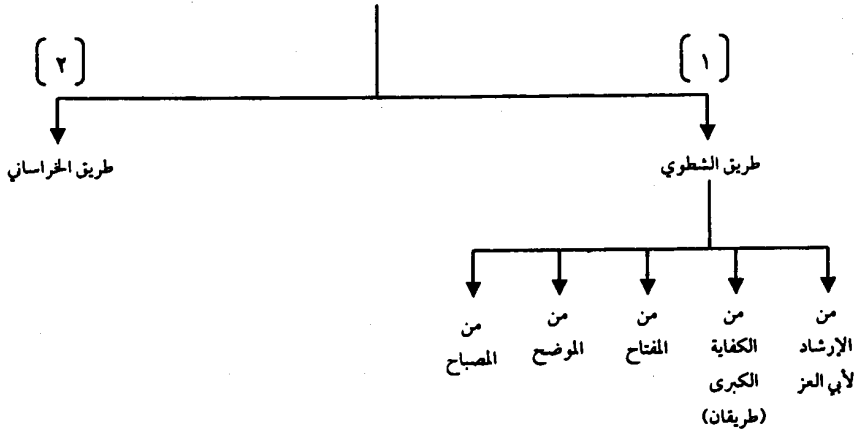 [١]
[٢]
طريق الشطوي
طريق الخراساني
من
الإرشاد
لأبي العز
من
الكفاية
الكبرى
(طريقان)
من
المفتاح
من
الموضح
من
المصباح